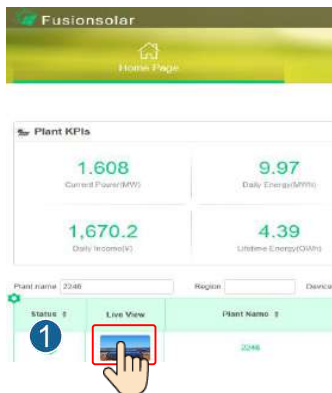 Fusionsolar
Home Page
Plant KPIs
1.608
9.97
Current Power(MW)
Daily Energy(MWh)
1,670.2
4.39
Daily Income(¥)
Lifetime Energy(GWh)
Plant name 2246 Region Device
Status Live View Plant Name
1
2246